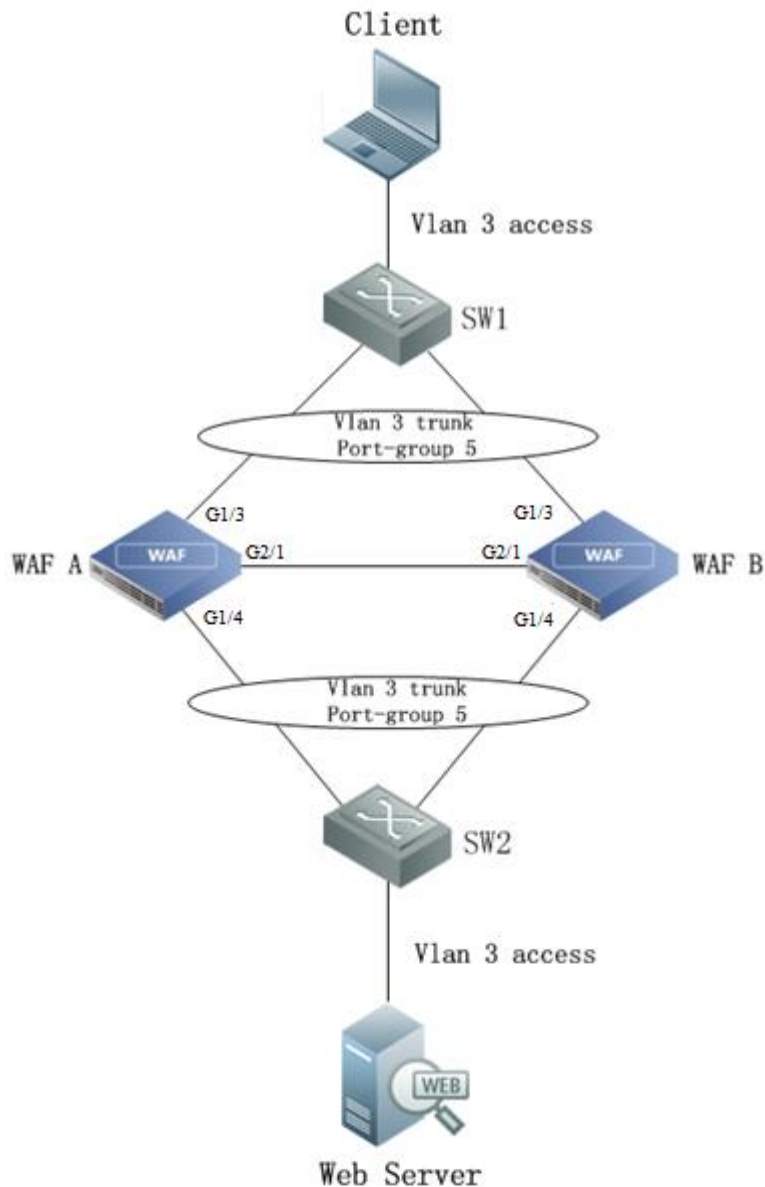 Client
Vlan 3 access
SW1
Vlan 3 trunk
Port-group 5
G1/3
G1/3
WAF A
WAF
G2/1
G2/1
WAF
WAF B
G1/4
G1/4
Vlan 3 trunk
Port-group 5
SW2
Vlan 3 access
WEB
Web Server